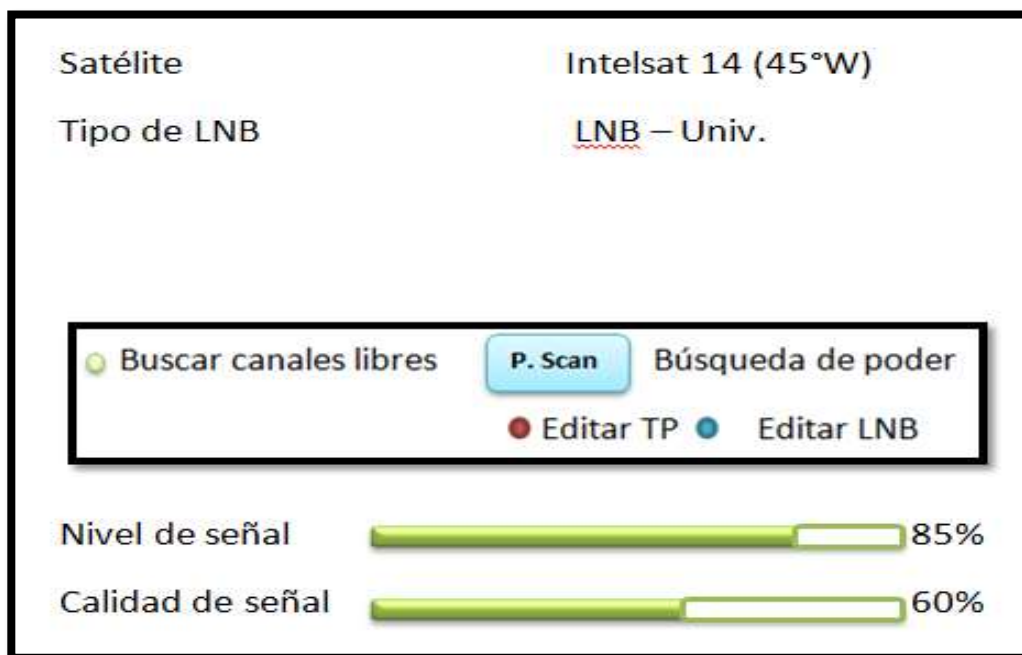 Satélite Intelsat 14 (45°W)
Tipo de LNB LNB – Univ.
Buscar canales libres P. Scan Búsqueda de poder
Editar TP Editar LNB
Nivel de señal 85%
Calidad de señal 60%